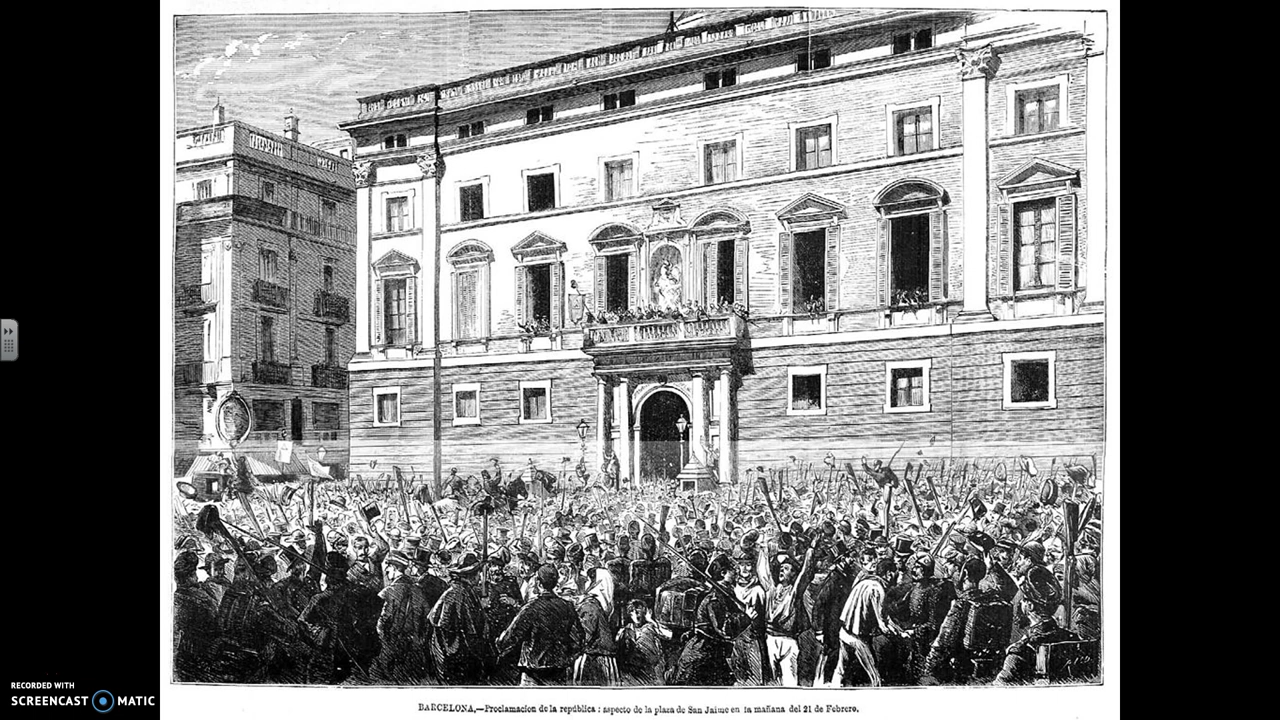 BARCELONA.—Proclamacion de la república : aspecto de la plaza de San Jaime en la mañana del 21 de Febrero.
RECORDED WITH
SCREENCAST MATIC